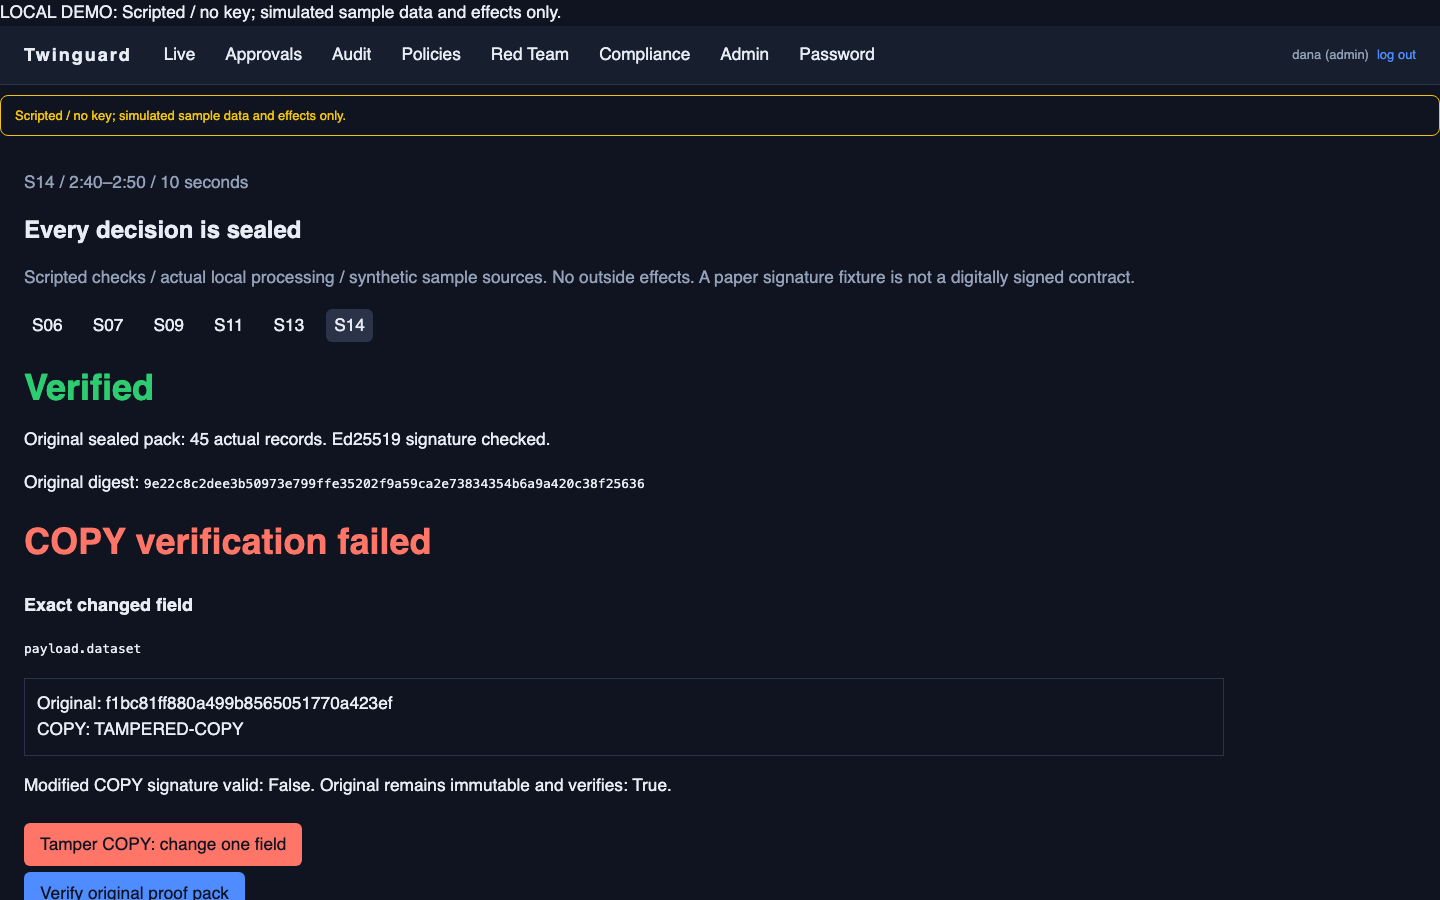 LOCAL DEMO: Scripted / no key; simulated sample data and effects only.
Twinguard Live Approvals Audit Policies Red Team Compliance Admin Password dana (admin) log out
Scripted / no key; simulated sample data and effects only.
S14 / 2:40–2:50 / 10 seconds
Every decision is sealed
Scripted checks / actual local processing / synthetic sample sources. No outside effects. A paper signature fixture is not a digitally signed contract.
S06 S07 S09 S11 S13 S14
Verified
Original sealed pack: 45 actual records. Ed25519 signature checked.
Original digest: 9e22c8c2dee3b50973e799ffe35202f9a59ca2e73834354b6a9a420c38f25636
COPY verification failed
Exact changed field
payload.dataset
Original: f1bc81ff880a499b8565051770a423ef
COPY: TAMPERED-COPY
Modified COPY signature valid: False. Original remains immutable and verifies: True.
Tamper COPY: change one field
Verify original proof pack